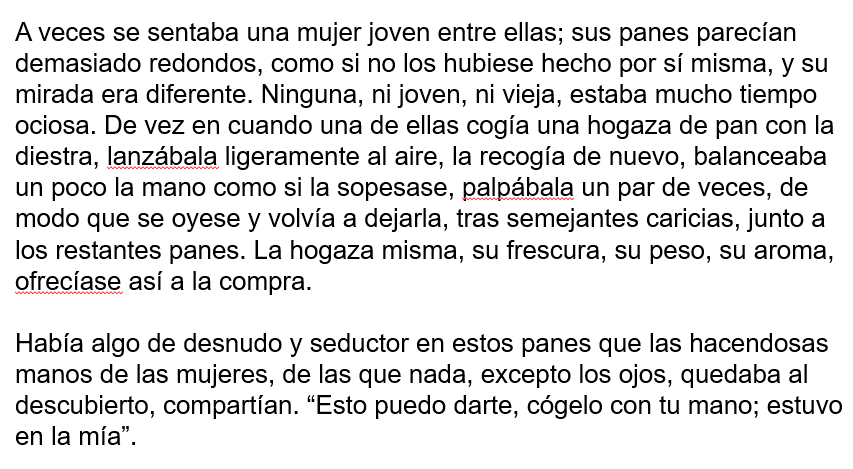 A veces se sentaba una mujer joven entre ellas; sus panes parecían
demasiado redondos, como si no los hubiese hecho por sí misma, y su
mirada era diferente. Ninguna, ni joven, ni vieja, estaba mucho tiempo
ociosa. De vez en cuando una de ellas cogía una hogaza de pan con la
diestra, lanzábala ligeramente al aire, la recogía de nuevo, balanceaba
un poco la mano como si la sopesase, palpábala un par de veces, de
modo que se oyese y volvía a dejarla, tras semejantes caricias, junto a
los restantes panes. La hogaza misma, su frescura, su peso, su aroma,
ofrecíase así a la compra.

Había algo de desnudo y seductor en estos panes que las hacendosas
manos de las mujeres, de las que nada, excepto los ojos, quedaba al
descubierto, compartían. “Esto puedo darte, cógelo con tu mano; estuvo
en la mía”.